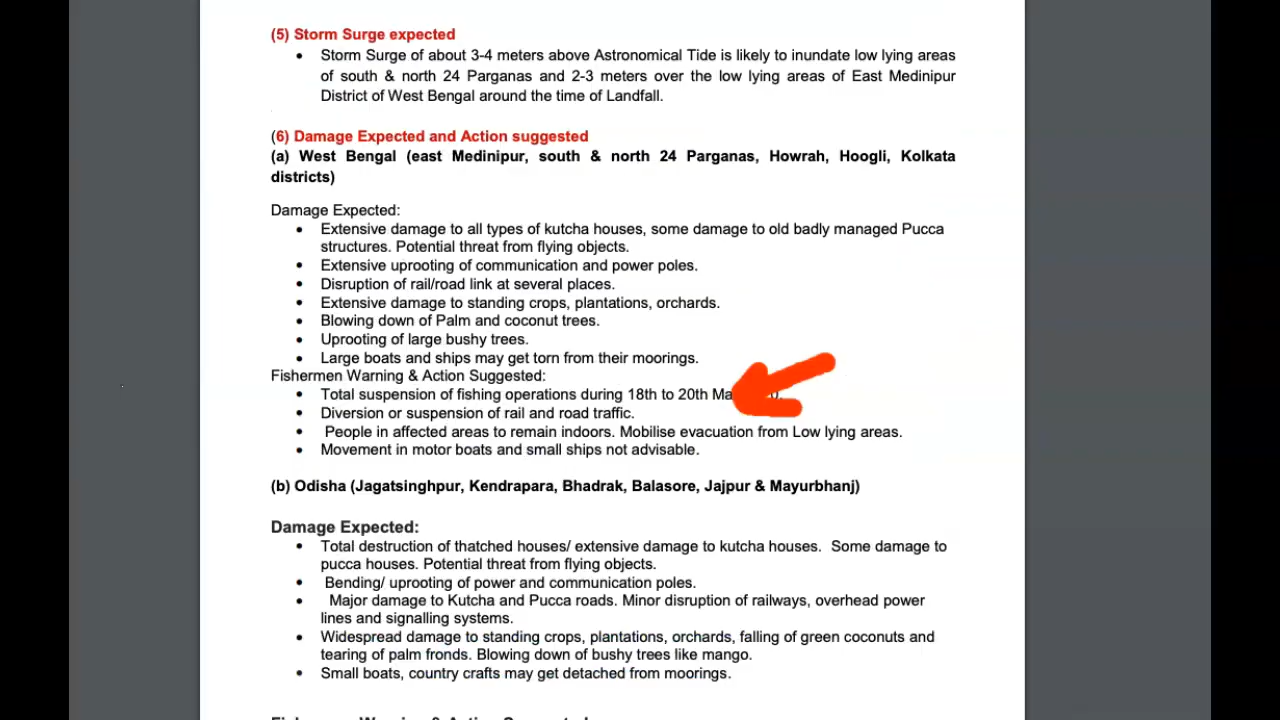 (5) Storm Surge expected
• Storm Surge of about 3-4 meters above Astronomical Tide is likely to inundate low lying areas
of south & north 24 Parganas and 2-3 meters over the low lying areas of East Medinipur
District of West Bengal around the time of Landfall.
(6) Damage Expected and Action suggested
(a) West Bengal (east Medinipur, south & north 24 Parganas, Howrah, Hoogli, Kolkata
districts)
Damage Expected:
• Extensive damage to all types of kutcha houses, some damage to old badly managed Pucca
structures. Potential threat from flying objects.
• Extensive uprooting of communication and power poles.
• Disruption of rail/road link at several places.
• Extensive damage to standing crops, plantations, orchards.
• Blowing down of Palm and coconut trees.
• Uprooting of large bushy trees.
• Large boats and ships may get torn from their moorings.
Fishermen Warning & Action Suggested:
• Total suspension of fishing operations during 18th to 20th
• Diversion or suspension of rail and road traffic.
• People in affected areas to remain indoors. Mobilise evacuation from Low lying areas.
• Movement in motor boats and small ships not advisable.
(b) Odisha (Jagatsinghpur, Kendrapara, Bhadrak, Balasore, Jajpur & Mayurbhanj)
Damage Expected:
• Total destruction of thatched houses/ extensive damage to kutcha houses. Some damage to
pucca houses. Potential threat from flying objects.
• Bending/ uprooting of power and communication poles.
• Major damage to Kutcha and Pucca roads. Minor disruption of railways, overhead power
lines and signalling systems.
• Widespread damage to standing crops, plantations, orchards, falling of green coconuts and
tearing of palm fronds. Blowing down of bushy trees like mango.
• Small boats, country crafts may get detached from moorings.